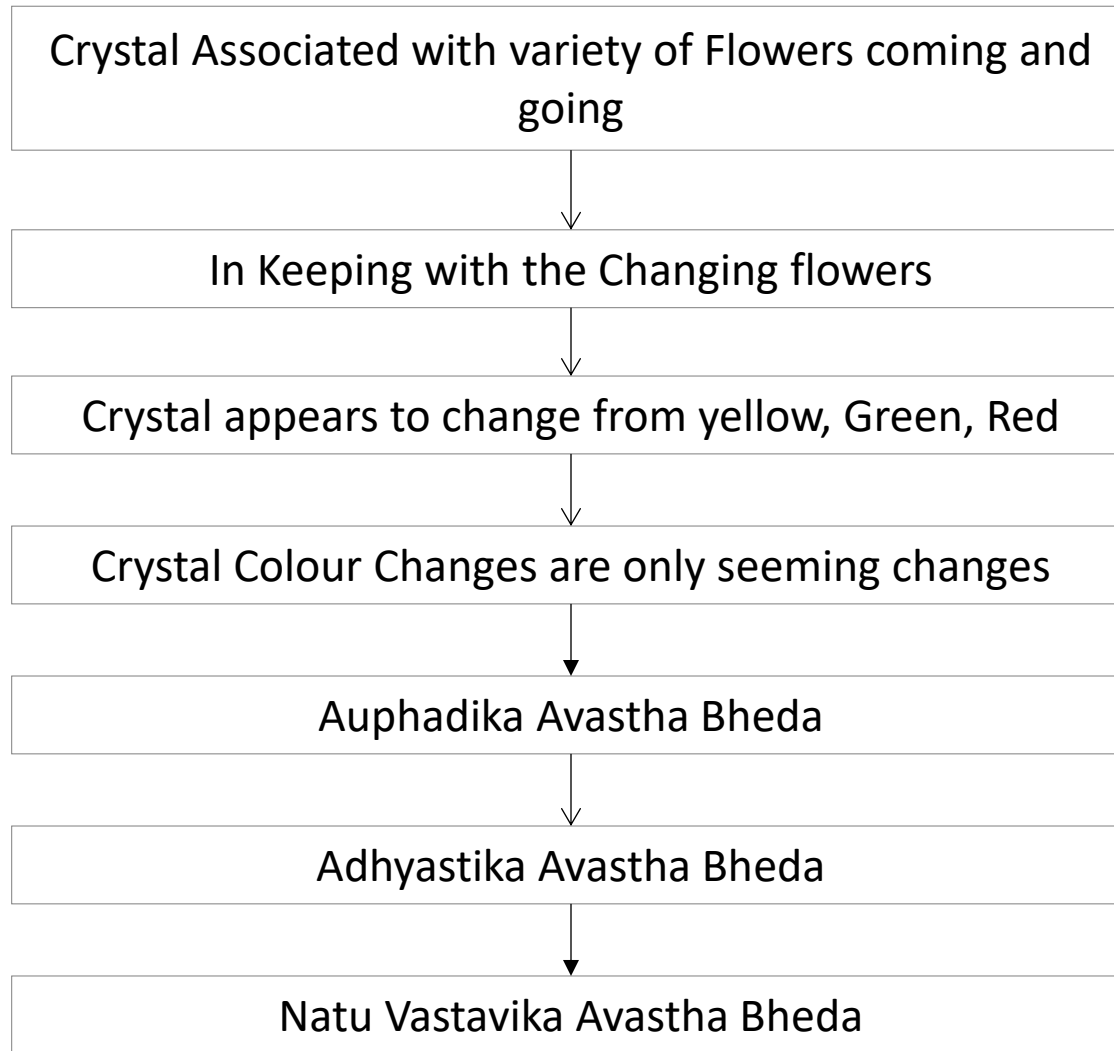 Crystal Associated with variety of Flowers coming and
going
In Keeping with the Changing flowers
Crystal appears to change from yellow, Green, Red
Crystal Colour Changes are only seeming changes
Auphadika Avastha Bheda
Adhyastika Avastha Bheda
Natu Vastavika Avastha Bheda